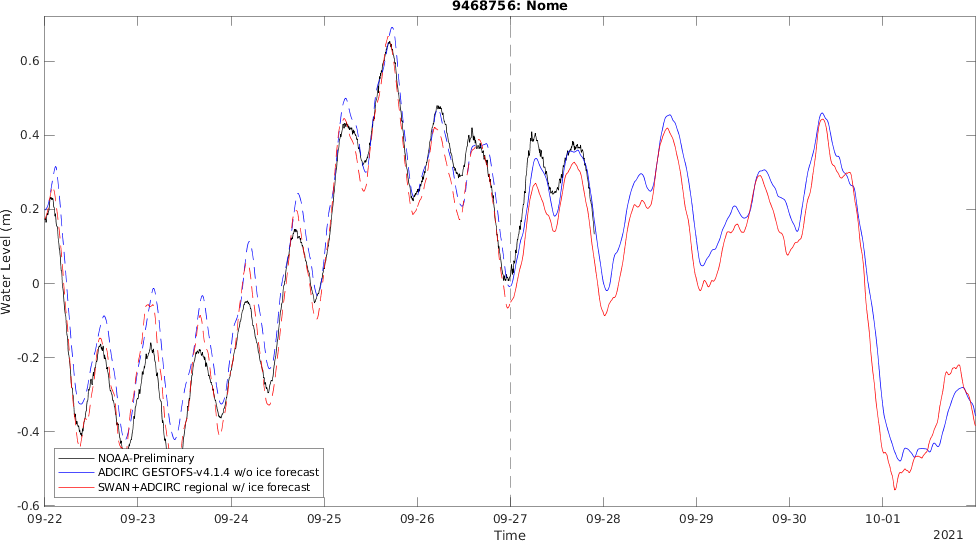 9468756: Nome
Water Level (m)
0.6
0.4
0.2
0
-0.2
-0.4
-0.6
NOAA-Preliminary
ADCIRC GESTOFS-v4.1.4 w/o ice forecast
SWAN+ADCIRC regional w/ ice forecast
09-22 09-23 09-24 09-25 09-26 09-27 09-28 09-29 09-30 10-01
Time
2021